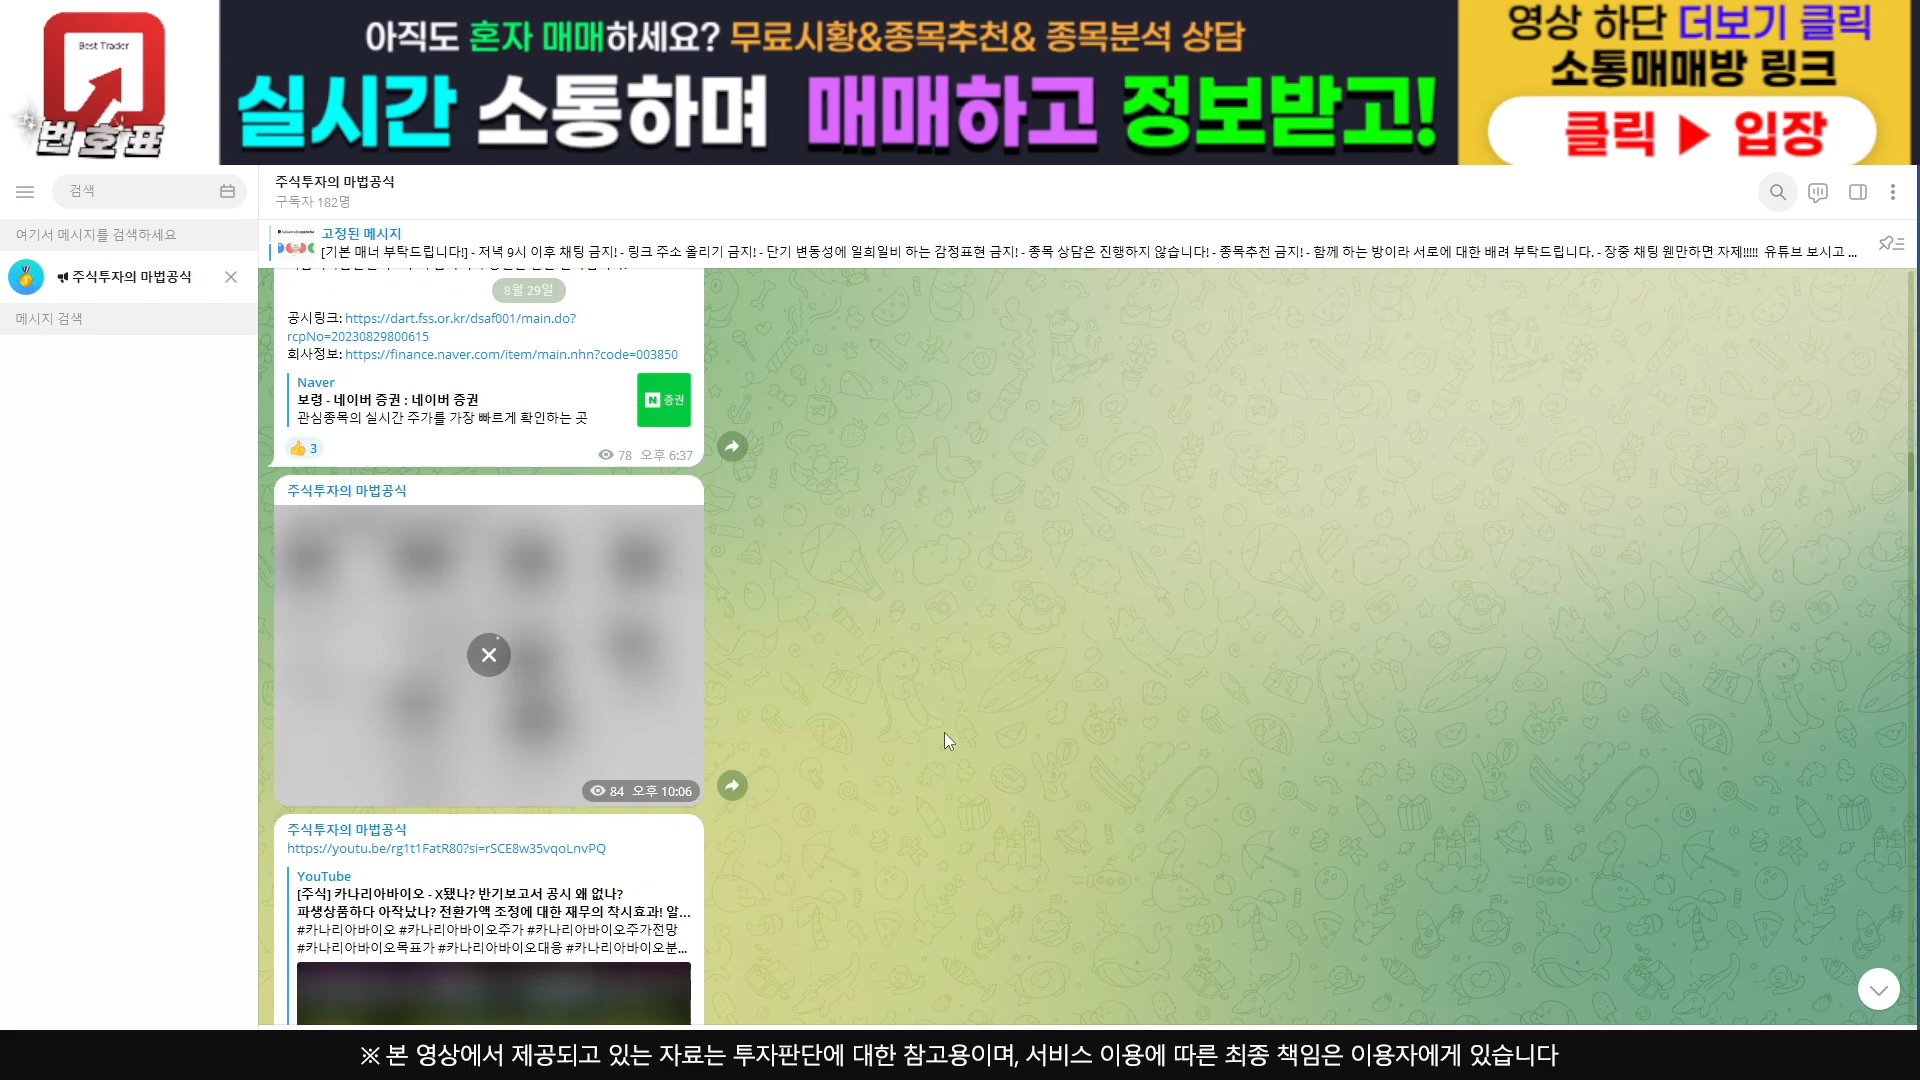 Best Trader
번호표
아직도 혼자 매매하세요? 무료시황&종목추천& 종목분석 상담
실시간 소통하며 매매하고 정보받고!
영상 하단 더보기 클릭
소통매매방 링크
클릭 ▶ 입장
검색
여기서 메시지를 검색하세요
주식투자의 마법공식
메시지 검색
주식투자의 마법공식
구독자 182명
고정된 메시지
[기본 매너 부탁드립니다!] - 저녁 9시 이후 채팅 금지! - 링크 주소 올리기 금지! - 단기 변동성에 일희일비 하는 감정표현 금지! - 종목 상담은 진행하지 않습니다! - 종목추천 금지! - 함께 하는 방이라 서로에 대한 배려 부탁드립니다. - 장중 채팅 웬만하면 자제!!!!! 유튜브 보시고 ...
8월 29일
공시링크: https://dart.fss.or.kr/dsaf001/main.do?
rcpNo=20230829800615
회사정보: https://finance.naver.com/item/main.nhn?code=003850
Naver
보령 - 네이버 증권 : 네이버 증권
관심종목의 실시간 주가를 가장 빠르게 확인하는 곳
N 증권
3
78 오후 6:37
주식투자의 마법공식
84 오후 10:06
주식투자의 마법공식
https://youtu.be/rg1t1FatR80?si=rSCE8w35vqoLnvPQ
YouTube
[주식] 카나리아바이오 - X됐나? 반기보고서 공시 왜 없나?
파생상품하다 아작났나? 전환가액 조정에 대한 재무의 착시효과! 알...
#카나리아바이오 #카나리아바이오주가 #카나리아바이오주가전망
#카나리아바이오목표가 #카나리아바이오대응 #카나리아바이오분...
※ 본 영상에서 제공되고 있는 자료는 투자판단에 대한 참고용이며, 서비스 이용에 따른 최종 책임은 이용자에게 있습니다